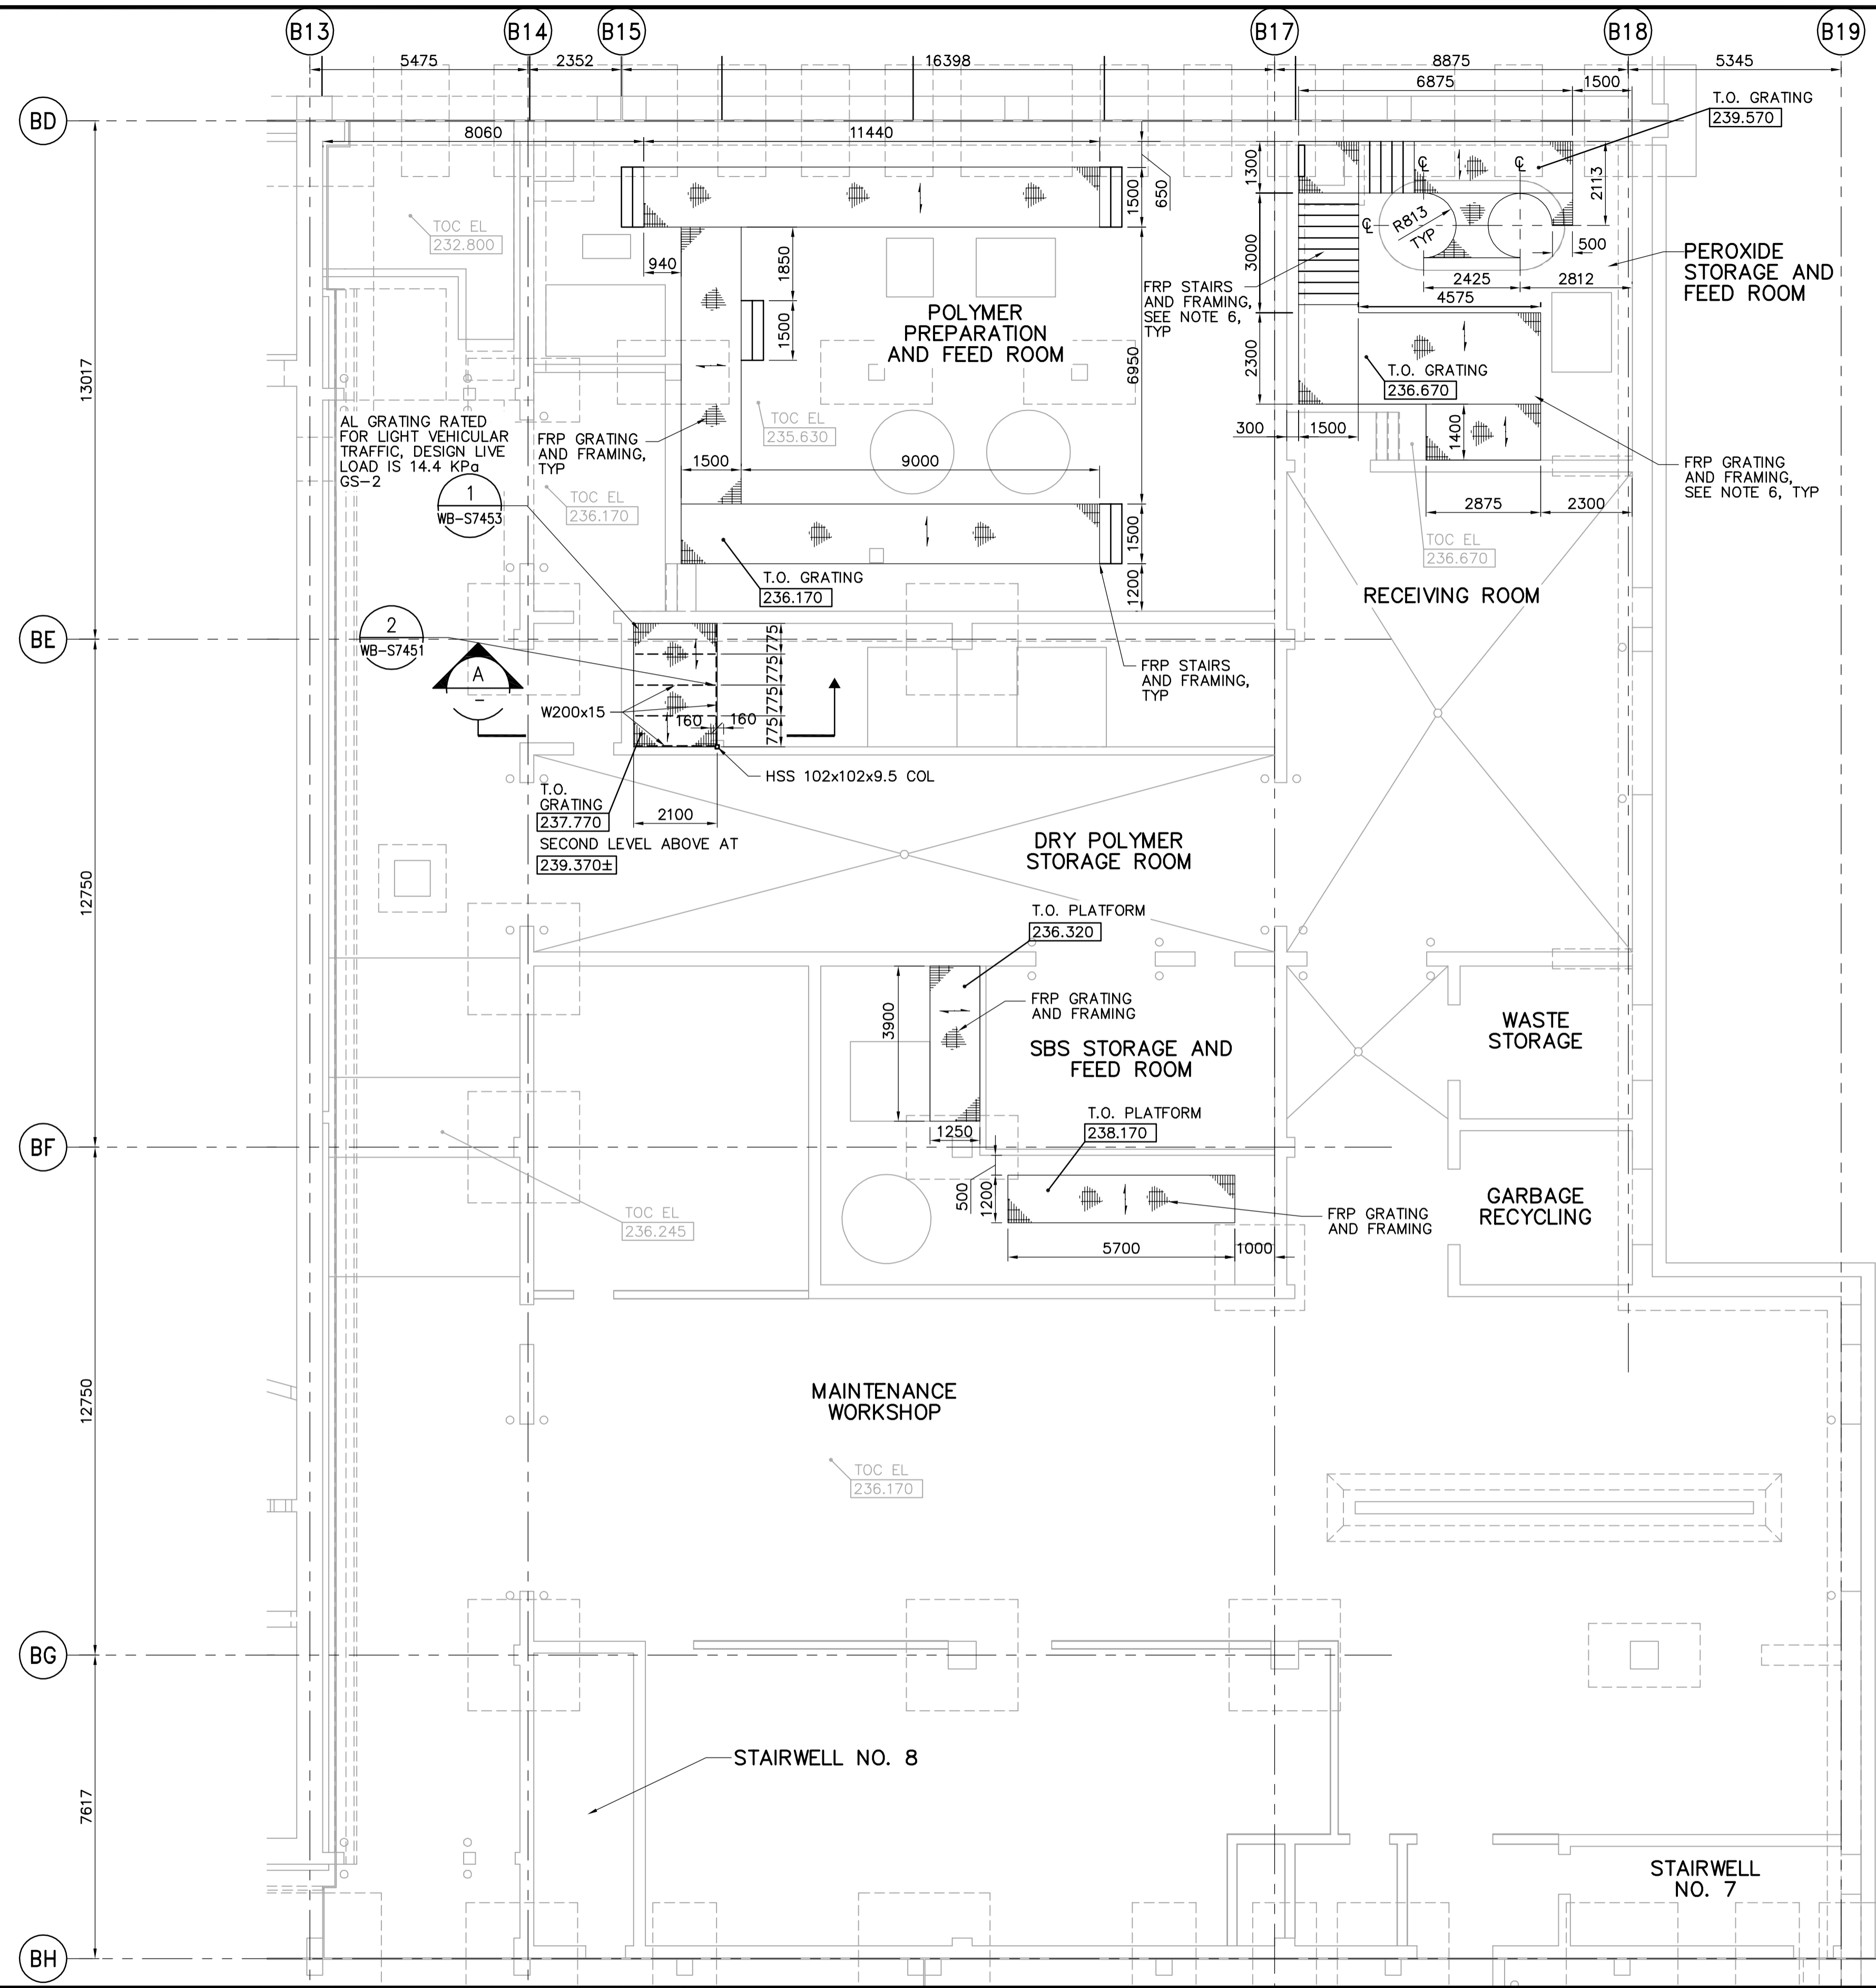 B13
B14
B15
B17
B18
B19
5475
2352
16398
8875
5345
6875
1500
T.O. GRATING
239.570
BD
8060
11440
650
1500
1300
2113
℄
℄
℄
R813
TYP
500
3000
2425
2812
4575
PEROXIDE
STORAGE AND
FEED ROOM
TOC EL
232.800
940
1850
1500
POLYMER
PREPARATION
AND FEED ROOM
FRP STAIRS
AND FRAMING,
SEE NOTE 6,
TYP
6950
2300
T.O. GRATING
236.670
13017
AL GRATING RATED
FOR LIGHT VEHICULAR
TRAFFIC, DESIGN LIVE
LOAD IS 14.4 KPa
GS-2
FRP GRATING
AND FRAMING,
TYP
TOC EL
235.630
300
1500
1400
1500
9000
FRP GRATING
AND FRAMING,
SEE NOTE 6, TYP
1
WB-S7453
TOC EL
236.170
2875
2300
1500
TOC EL
236.670
T.O. GRATING
236.170
1200
RECEIVING ROOM
BE
2
WB-S7451
A
-
775
775
775
775
W200x15
160
160
FRP STAIRS
AND FRAMING,
TYP
HSS 102x102x9.5 COL
T.O.
GRATING
237.770
2100
SECOND LEVEL ABOVE AT
239.370±
DRY POLYMER
STORAGE ROOM
12750
T.O. PLATFORM
236.320
3900
FRP GRATING
AND FRAMING
SBS STORAGE AND
FEED ROOM
WASTE
STORAGE
T.O. PLATFORM
238.170
1250
BF
500
1200
GARBAGE
RECYCLING
TOC EL
236.245
FRP GRATING
AND FRAMING
5700
1000
12750
MAINTENANCE
WORKSHOP
TOC EL
236.170
BG
STAIRWELL NO. 8
7617
STAIRWELL
NO. 7
BH